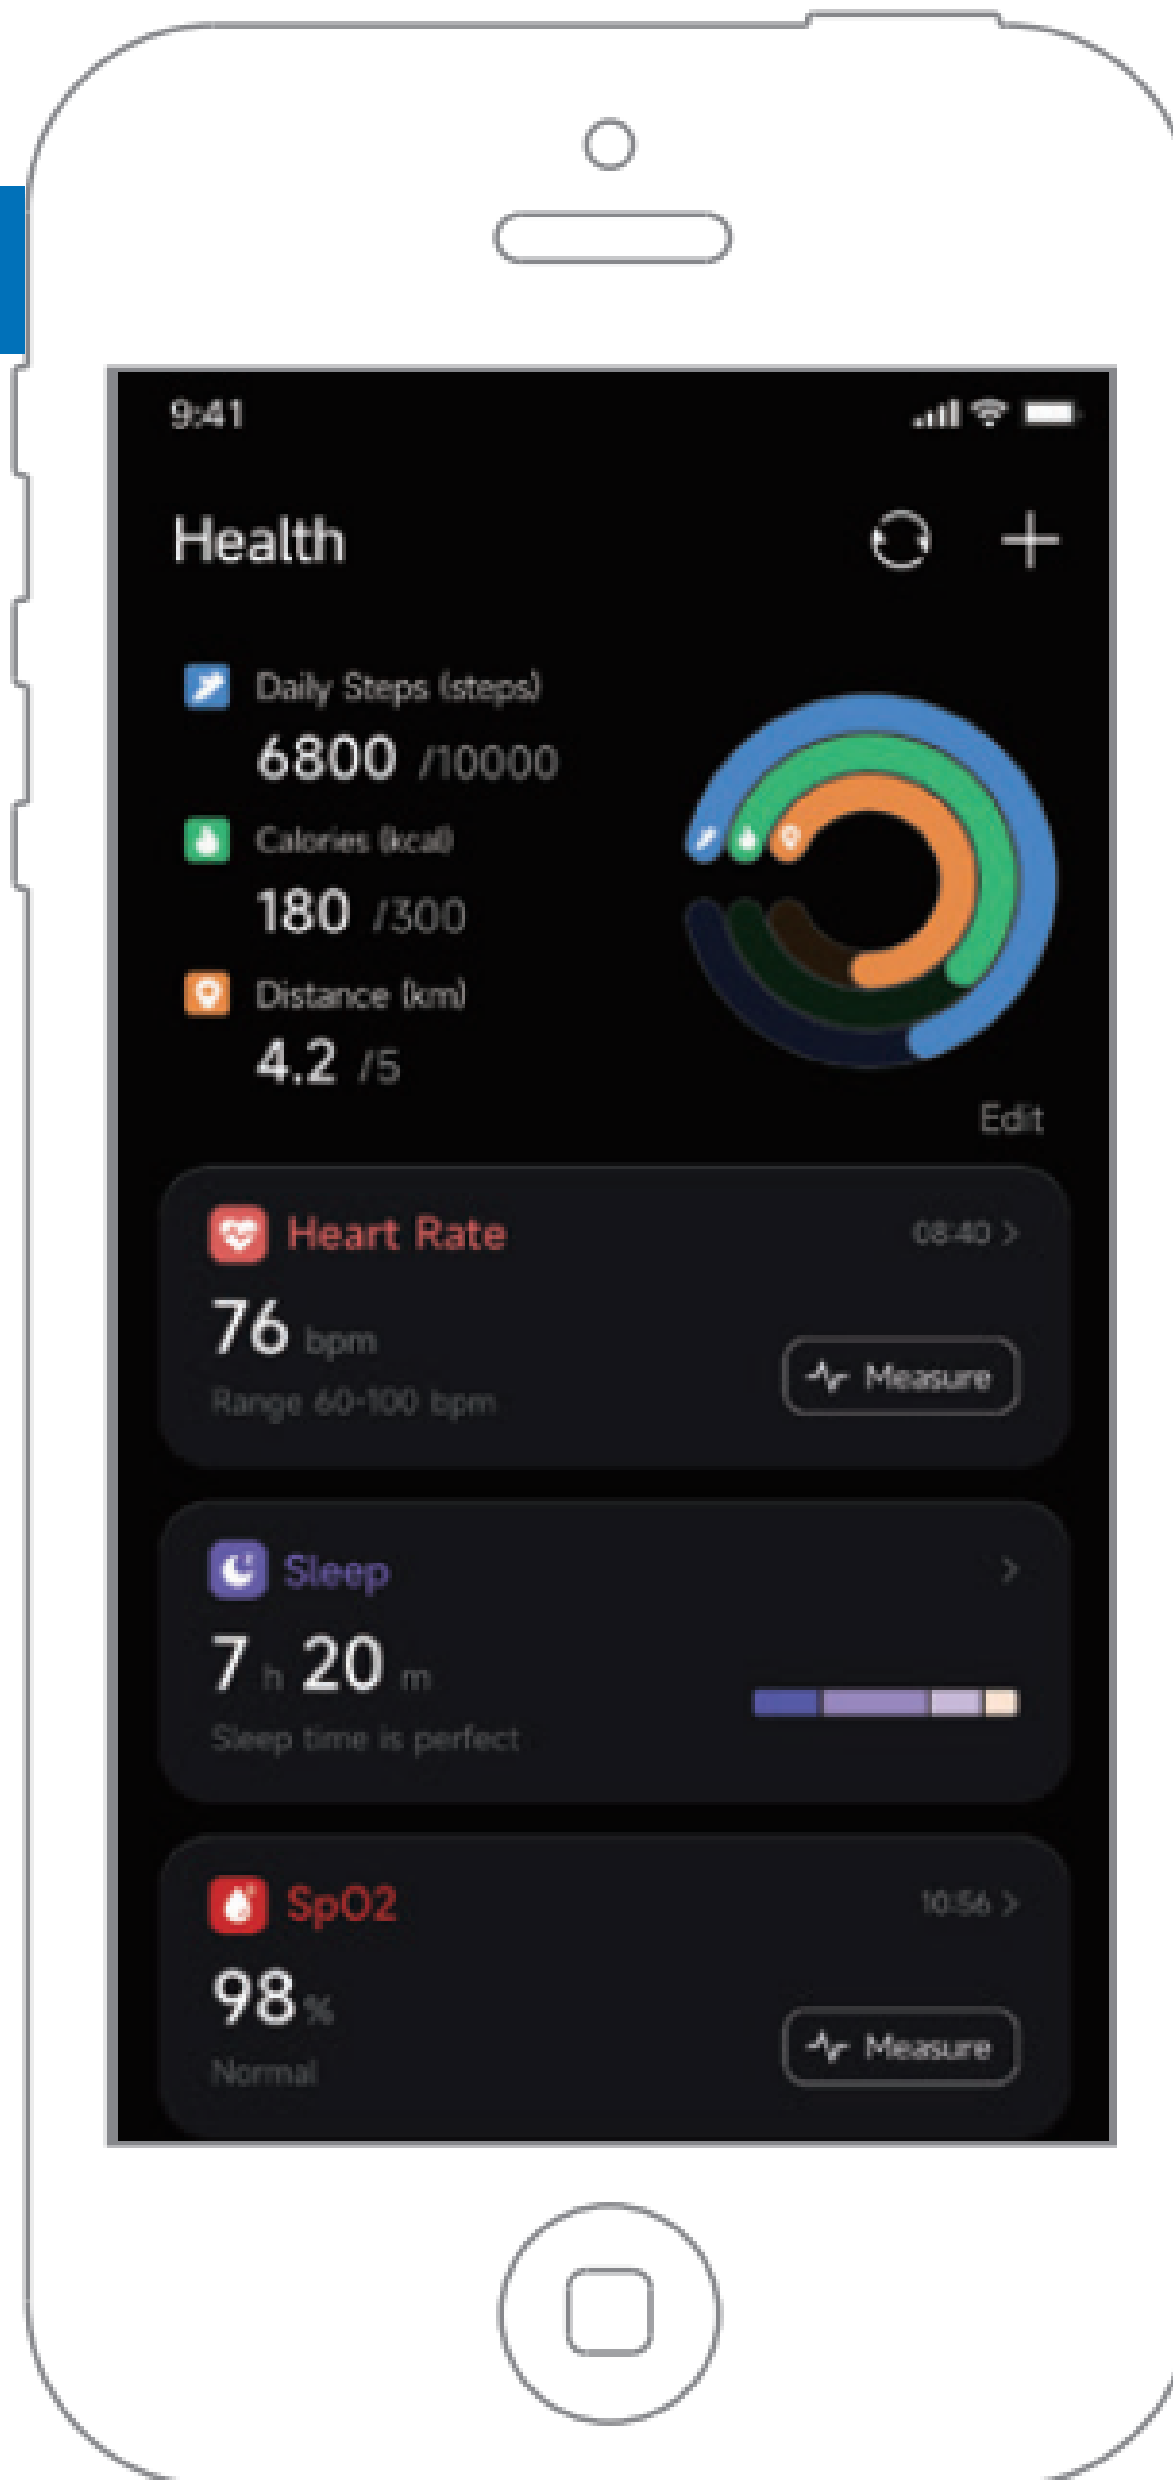 9:41
Health
Daily Steps (steps)
6800 /10000
Calories (kcal)
180 /300
Distance (km)
4.2 /5
Edit
Heart Rate 08:40
76 bpm
Measure
Range 60-100 bpm
Sleep
7 h 20 m
Sleep time is perfect
SpO2 10:56
98 %
Measure
Normal